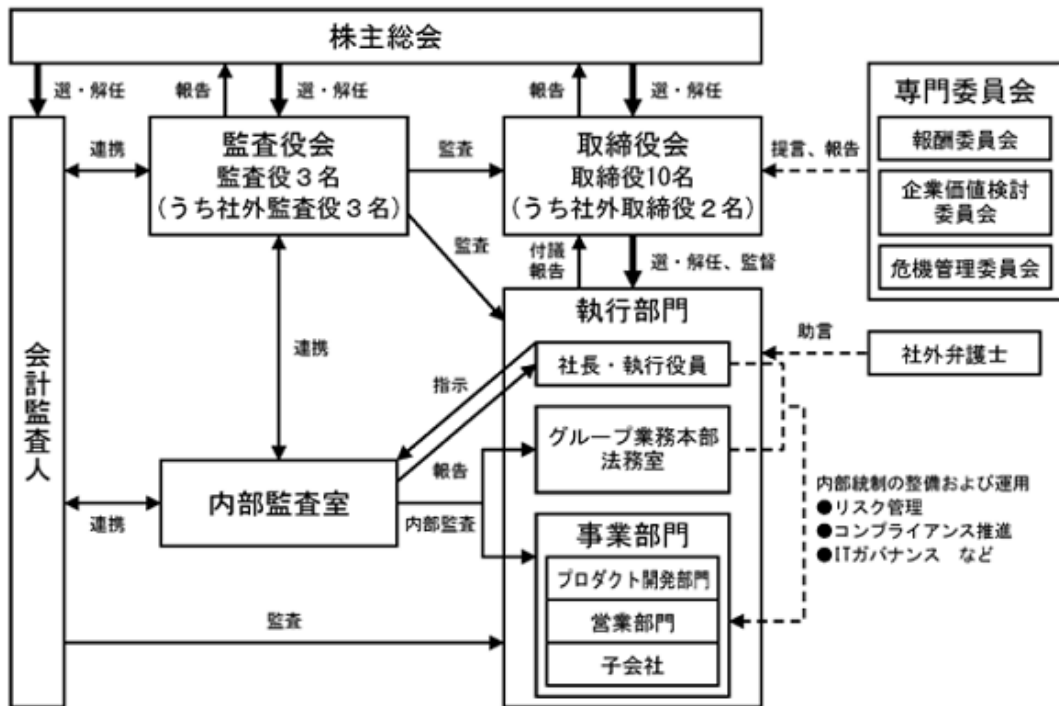 株主総会
選・解任
報告
選・解任
報告
選・解任
専門委員会
報酬委員会
企業価値検討
委員会
危機管理委員会
連携
監査役会
監査役3名
(うち社外監査役3名)
監査
取締役会
取締役10名
(うち社外取締役2名)
提言、報告
監査
付議
報告
選・解任、監督
会計監査人
連携
執行部門
助言
社外弁護士
社長・執行役員
指示
報告
グループ業務本部
法務室
内部監査室
連携
内部監査
内部統制の整備および運用
●リスク管理
●コンプライアンス推進
●ITガバナンス など
事業部門
プロダクト開発部門
営業部門
子会社
監査